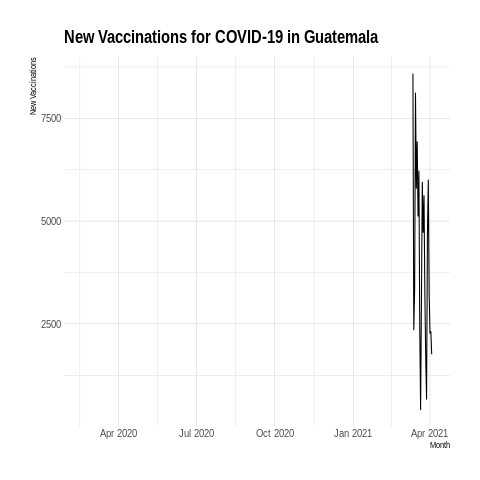 New Vaccinations for COVID-19 in Guatemala
New Vaccinations
7500
5000
2500
Apr 2020 Jul 2020 Oct 2020 Jan 2021 Apr 2021
Month